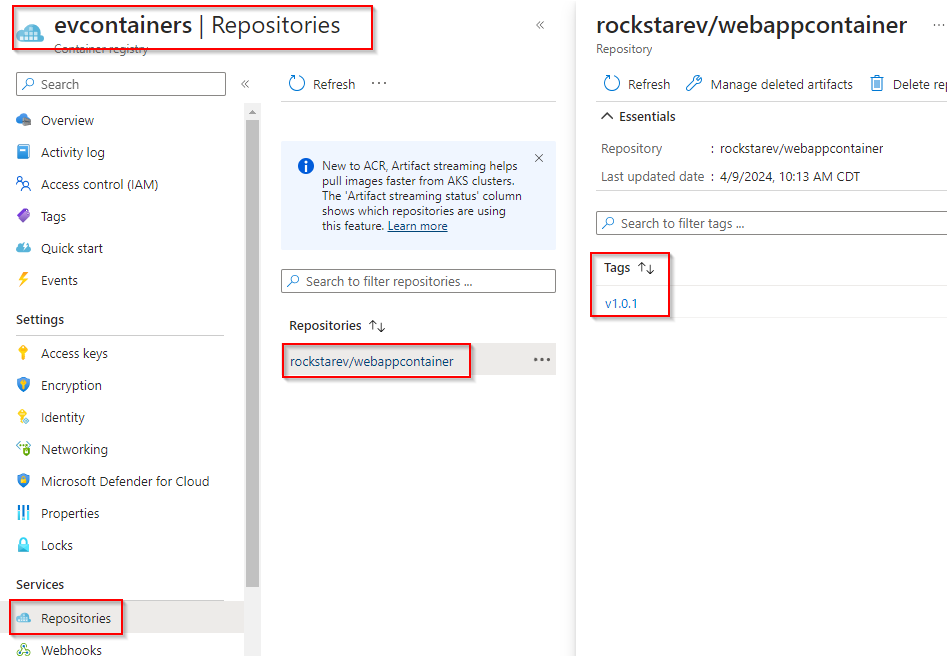 evcontainers | Repositories
Container registry
Search
Overview
Activity log
Access control (IAM)
Tags
Quick start
Events
Settings
Access keys
Encryption
Identity
Networking
Microsoft Defender for Cloud
Properties
Locks
Services
Repositories
Webhooks
Refresh ···
New to ACR, Artifact streaming helps
pull images faster from AKS clusters.
The 'Artifact streaming status' column
shows which repositories are using
this feature. Learn more
Search to filter repositories ...
Repositories
rockstarev/webappcontainer
rockstarev/webappcontainer
Repository
Refresh Manage deleted artifacts Delete rep
Essentials
Repository : rockstarev/webappcontainer
Last updated date : 4/9/2024, 10:13 AM CDT
Search to filter tags ...
Tags
v1.0.1